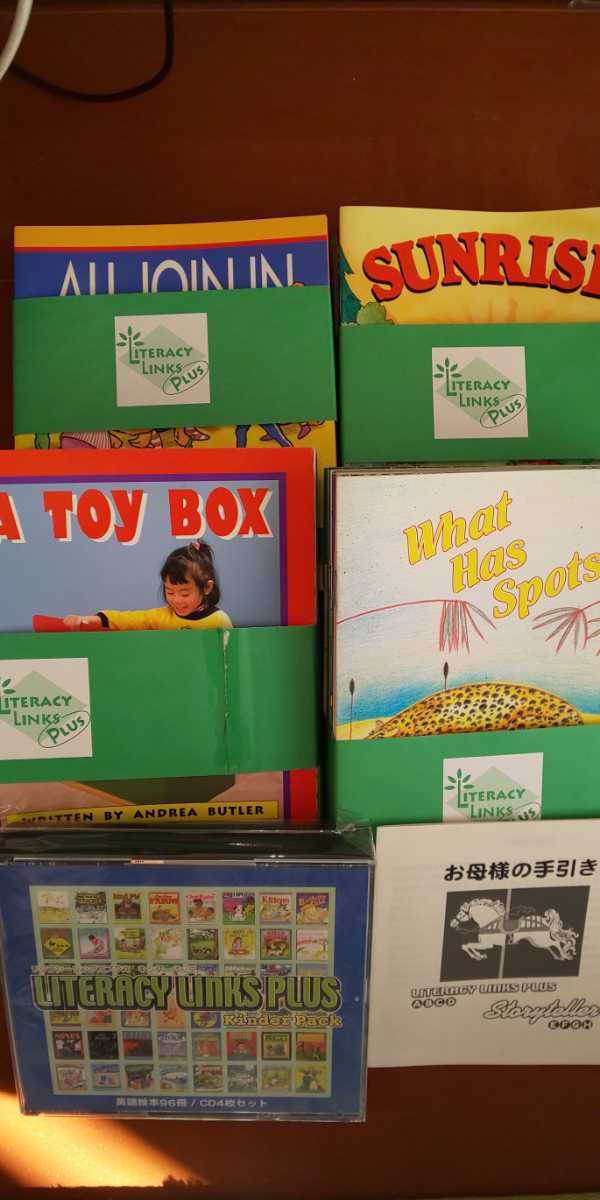 ALL JOIN IN
SUNRISE
LITERACY
LINKS
PLUS
LITERACY
LINKS
PLUS
A TOY BOX
What
Has
Spots
LITERACY
LINKS
PLUS
WRITTEN BY ANDREA BUTLER
LITERACY
LINKS
PLUS
お母様の手引き
LITERACY LINKS PLUS
Kinder Pack
英語絵本96冊 / CD4枚セット
LITERACY LINKS PLUS
ABCD
Storyteller
EFGH